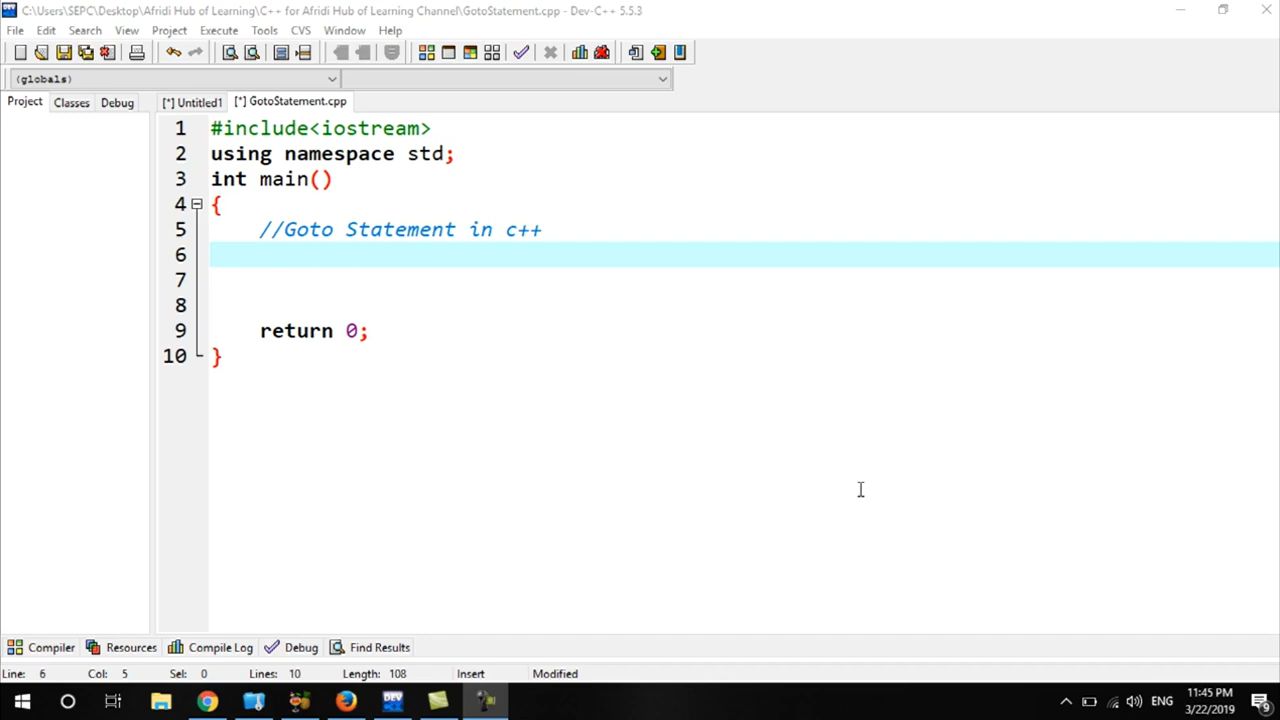 C:\Users\SEPC\Desktop\Afridi Hub of Learning\C++ for Afridi Hub of Learning Channel\GotoStatement.cpp - Dev-C++ 5.5.3
File Edit Search View Project Execute Tools CVS Window Help
(globals)
Project Classes Debug [*] Untitled1 [*] GotoStatement.cpp
1 #include<iostream>
2 using namespace std;
3 int main()
4 {
5 //Goto Statement in c++
6
7
8
9 return 0;
10 }
Compiler Resources Compile Log Debug Find Results
Line: 6 Col: 5 Sel: 0 Lines: 10 Length: 108 Insert Modified
DEV ENG 11:45 PM
3/22/2019 9